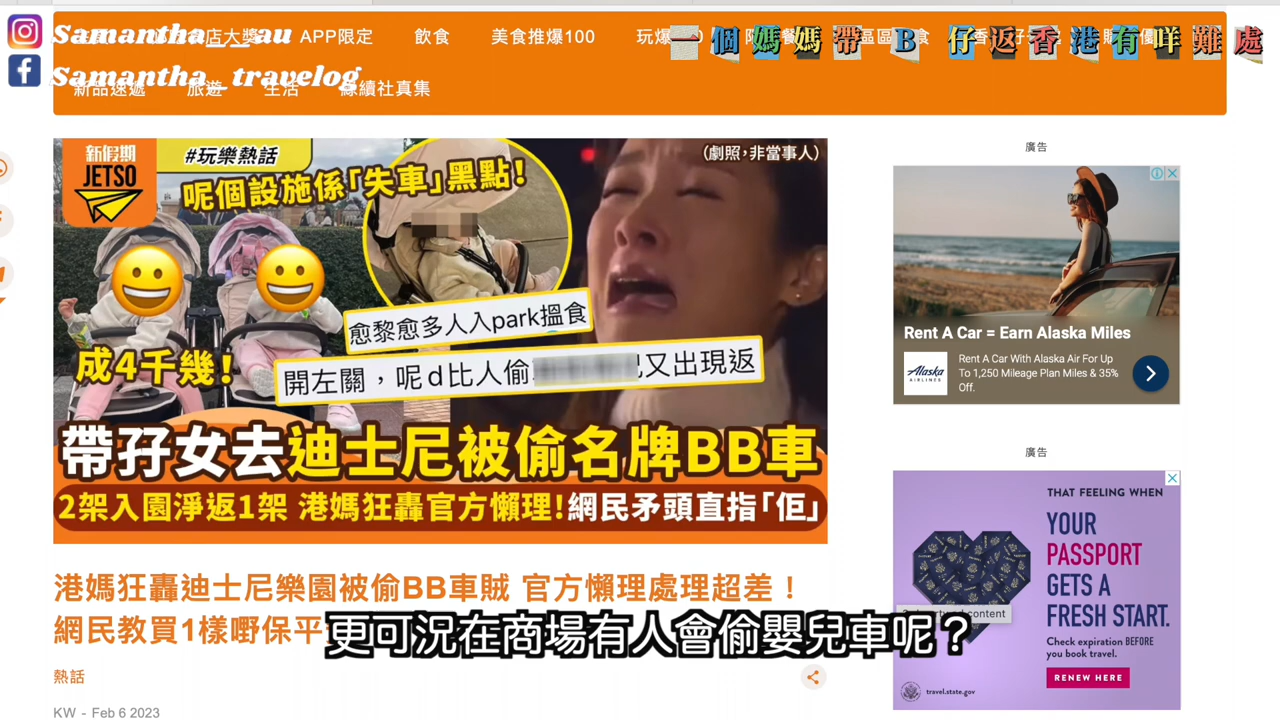 Samantha__au
Samantha_travelog
一個媽媽帶B仔返香港有咩難處
APP限定
飲食
美食推爆100
新品速遞
旅遊
生活
緣續社真集
新假期
JETSO
#玩樂熱話
(劇照,非當事人)
呢個設施係「失車」黑點!
愈黎愈多人入park搵食
成4千幾!
開左關,呢d比人偷
又出現返
帶孖女去迪士尼被偷名牌BB車
2架入園淨返1架 港媽狂轟官方懶理!網民矛頭直指「佢」
港媽狂轟迪士尼樂園被偷BB車賊 官方懶理處理超差!
網民教買1樣嘢保平
更可況在商場有人會偷嬰兒車呢?
熱話
KW - Feb 6 2023
廣告
Rent A Car = Earn Alaska Miles
Alaska
AIRLINES
Rent A Car With Alaska Air For Up
To 1,250 Mileage Plan Miles & 35%
Off.
廣告
THAT FEELING WHEN
YOUR
PASSPORT
GETS A
FRESH START.
Check expiration BEFORE
you book travel.
RENEW HERE
travel.state.gov